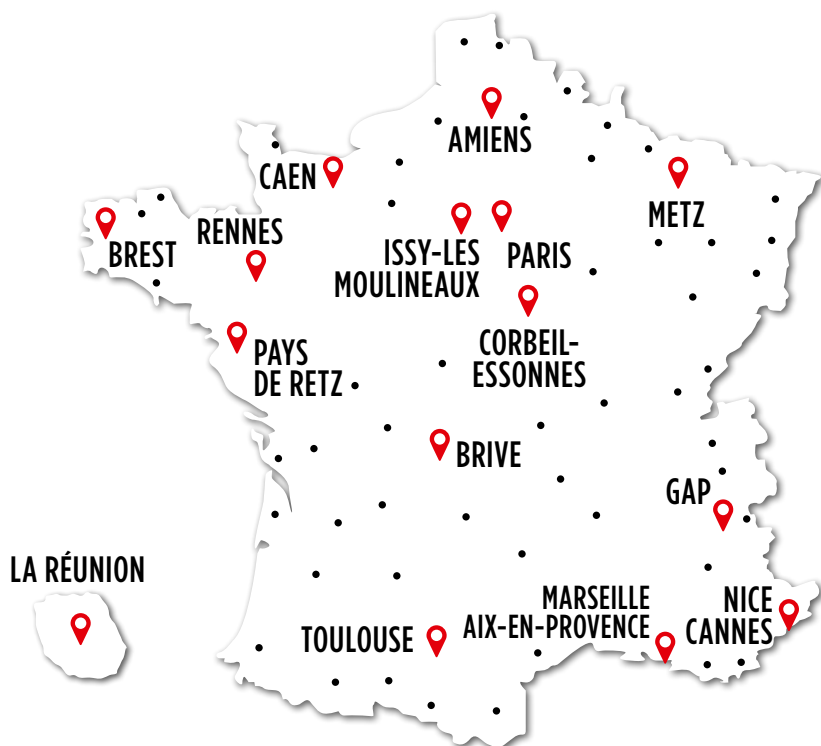 AMIENS
CAEN
METZ
BREST
RENNES
ISSY-LES
MOULINEAUX
PARIS
PAYS
DE RETZ
CORBEIL-
ESSONNES
BRIVE
GAP
LA RÉUNION
TOULOUSE
MARSEILLE
AIX-EN-PROVENCE
NICE
CANNES